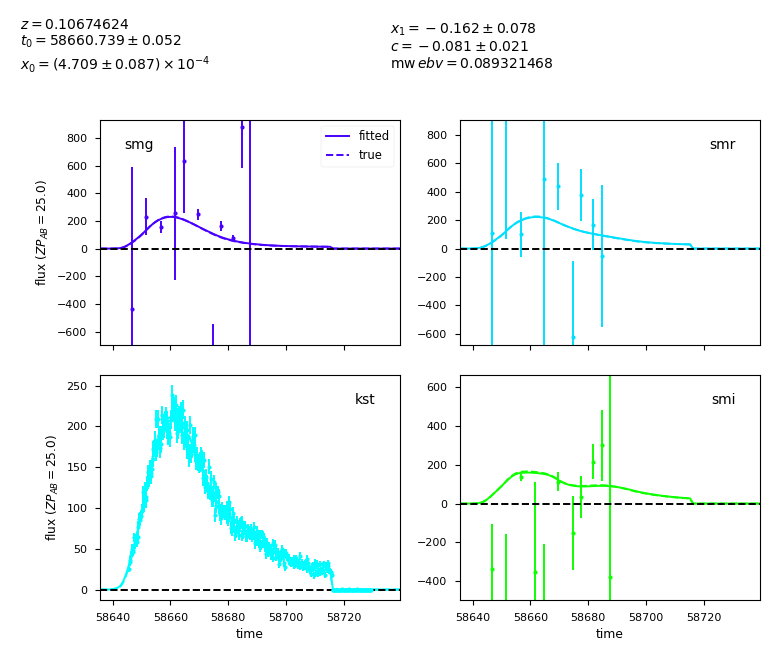 z = 0.10674624
t₀ = 58660.739 ± 0.052
x₀ = (4.709 ± 0.087) × 10⁻⁴
x₁ = −0.162 ± 0.078
c = −0.081 ± 0.021
mw ebv = 0.089321468
smg
fitted
true
800
600
400
200
0
−200
−400
−600
flux (ZP_AB = 25.0)
smr
800
600
400
200
0
−200
−400
−600
kst
250
200
150
100
50
0
flux (ZP_AB = 25.0)
58640 58660 58680 58700 58720
time
smi
600
400
200
0
−200
−400
58640 58660 58680 58700 58720
time